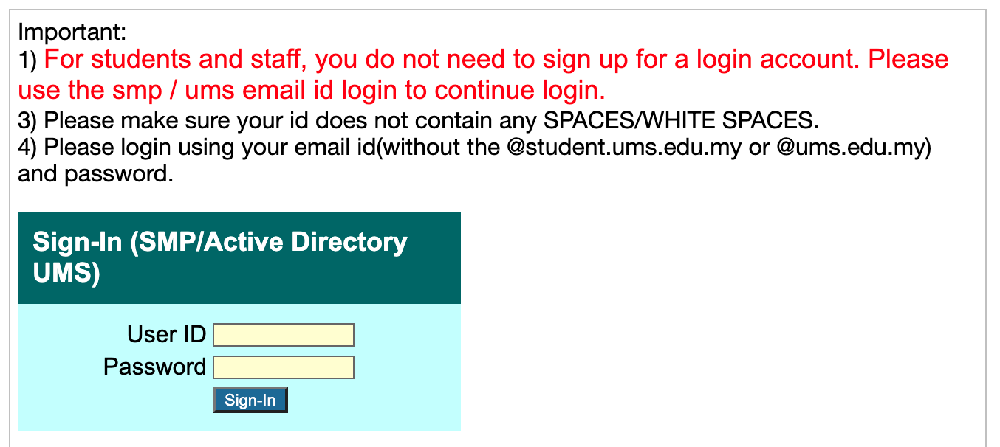 Important:
1) For students and staff, you do not need to sign up for a login account. Please
use the smp / ums email id login to continue login.
3) Please make sure your id does not contain any SPACES/WHITE SPACES.
4) Please login using your email id(without the @student.ums.edu.my or @ums.edu.my)
and password.
Sign-In (SMP/Active Directory
UMS)
User ID
Password
Sign-In